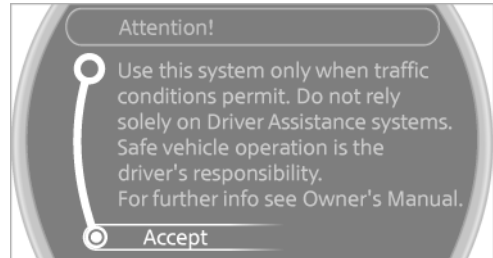 Attention!
Use this system only when traffic
conditions permit. Do not rely
solely on Driver Assistance systems.
Safe vehicle operation is the
driver's responsibility.
For further info see Owner's Manual.
Accept